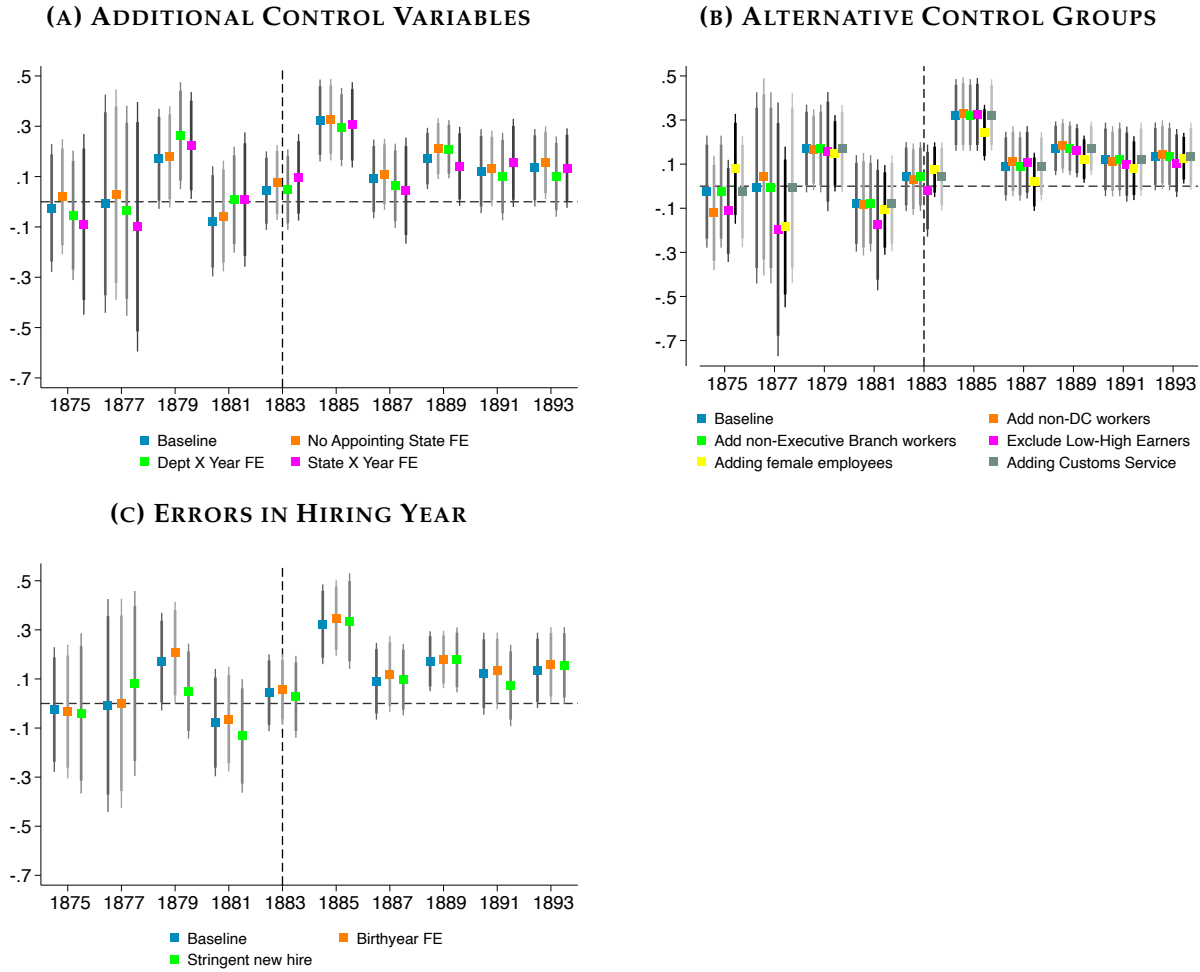 (A) ADDITIONAL CONTROL VARIABLES
.5
.3
.1
-.1
-.3
-.5
-.7
1875 1877 1879 1881 1883 1885 1887 1889 1891 1893
Baseline No Appointing State FE
Dept X Year FE State X Year FE
(B) ALTERNATIVE CONTROL GROUPS
.5
.3
.1
-.1
-.3
-.5
-.7
1875 1877 1879 1881 1883 1885 1887 1889 1891 1893
Baseline Add non-DC workers
Add non-Executive Branch workers Exclude Low-High Earners
Adding female employees Adding Customs Service
(C) ERRORS IN HIRING YEAR
.5
.3
.1
-.1
-.3
-.5
-.7
1875 1877 1879 1881 1883 1885 1887 1889 1891 1893
Baseline Birthyear FE
Stringent new hire